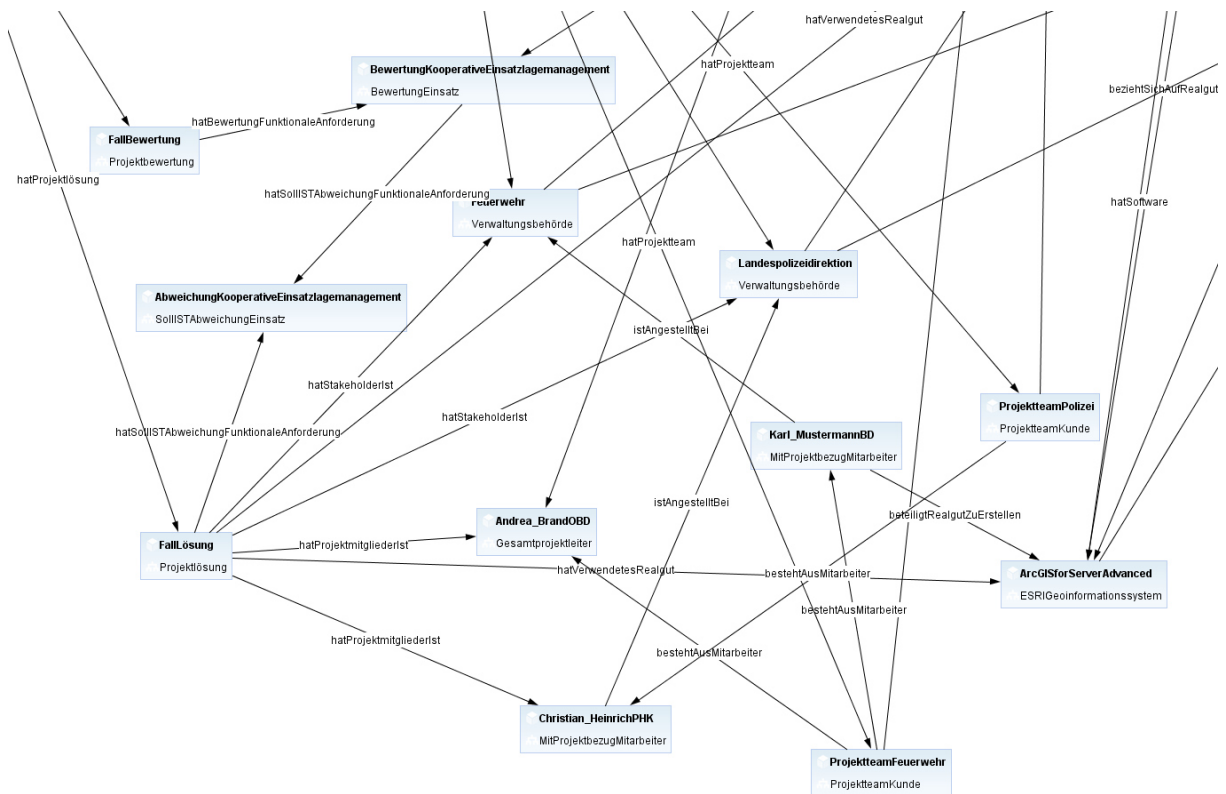 hatVerwendetesRealgut
hatProjektteam
BewertungKooperativeEinsatzlagemanagement
BewertungEinsatz
beziehtSichAufRealgut
hatBewertungFunktionaleAnforderung
FallBewertung
Projektbewertung
hatProjektlösung
hatSollISTAbweichungFunktionaleAnforderung
Feuerwehr
Verwaltungsbehörde
hatSoftware
hatProjektteam
Landespolizeidirektion
Verwaltungsbehörde
AbweichungKooperativeEinsatzlagemanagement
SollISTAbweichungEinsatz
istAngestelltBei
hatStakeholderIst
ProjektteamPolizei
ProjektteamKunde
hatStakeholderIst
hatSollISTAbweichungFunktionaleAnforderung
Karl_MustermannBD
MitProjektbezugMitarbeiter
istAngestelltBei
beteiligtRealgutZuErstellen
Andrea_BrandOBD
Gesamtprojektleiter
FallLösung
Projektlösung
hatProjektmitgliederIst
hatVerwendetesRealgut
bestehtAusMitarbeiter
ArcGISforServerAdvanced
ESRIGeoinformationssystem
bestehtAusMitarbeiter
hatProjektmitgliederIst
bestehtAusMitarbeiter
Christian_HeinrichPHK
MitProjektbezugMitarbeiter
ProjektteamFeuerwehr
ProjektteamKunde